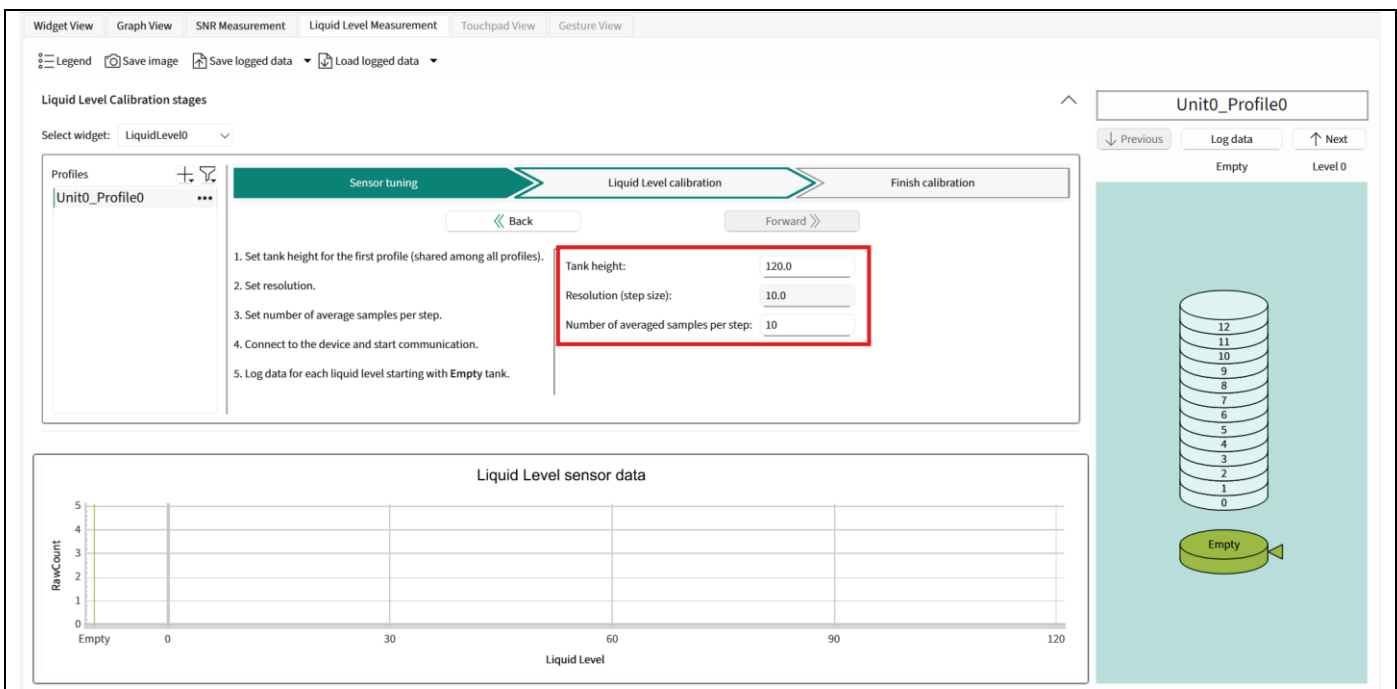 Widget View Graph View SNR Measurement Liquid Level Measurement Touchpad View Gesture View
Legend Save image Save logged data Load logged data
Liquid Level Calibration stages
Select widget: LiquidLevel0
Profiles
Unit0_Profile0
Sensor tuning Liquid Level calibration Finish calibration
Back Forward
1. Set tank height for the first profile (shared among all profiles).
2. Set resolution.
3. Set number of average samples per step.
4. Connect to the device and start communication.
5. Log data for each liquid level starting with Empty tank.
Tank height: 120.0
Resolution (step size): 10.0
Number of averaged samples per step: 10
Unit0_Profile0
Previous Log data Next
Empty Level 0
12
11
10
9
8
7
6
5
4
3
2
1
0
Empty
Liquid Level sensor data
RawCount
5
4
3
2
1
0
Empty 0 30 60 90 120
Liquid Level